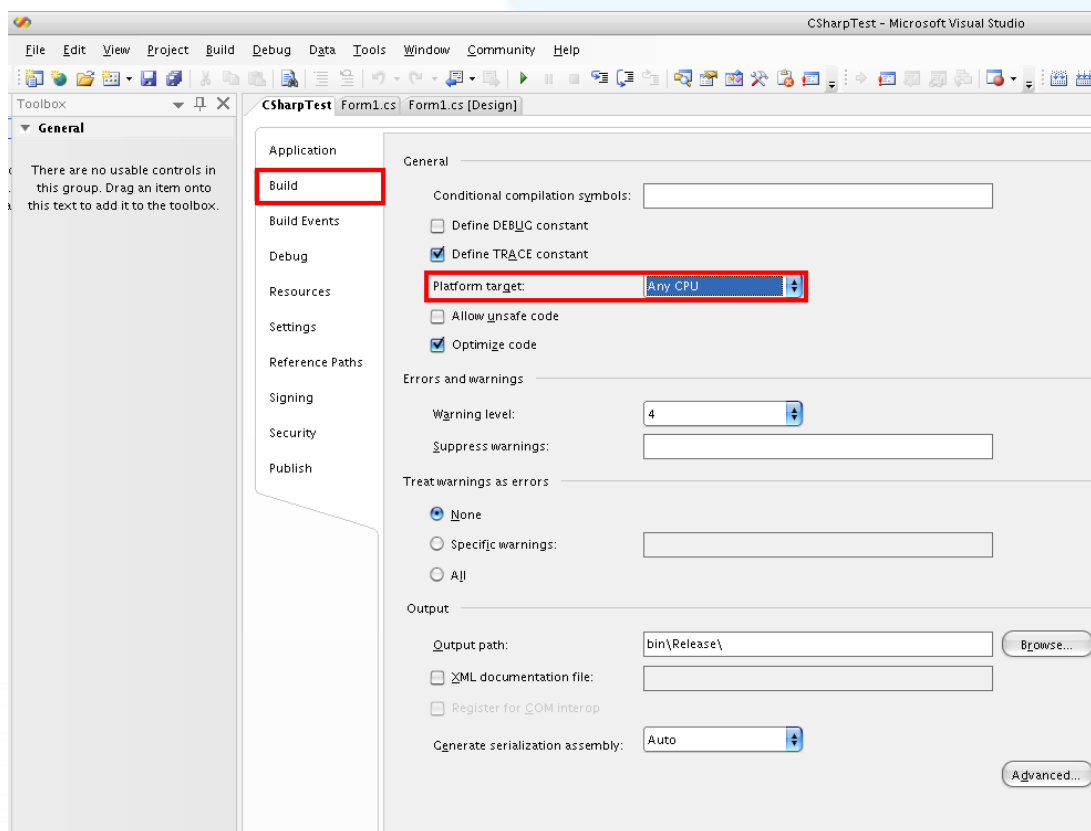 CSharpTest - Microsoft Visual Studio
File Edit View Project Build Debug Data Tools Window Community Help
Toolbox
CSharpTest Form1.cs Form1.cs [Design]
General
There are no usable controls in
this group. Drag an item onto
this text to add it to the toolbox.
Application
Build
Build Events
Debug
Resources
Settings
Reference Paths
Signing
Security
Publish
General
Conditional compilation symbols:
Define DEBUG constant
Define TRACE constant
Platform target: Any CPU
Allow unsafe code
Optimize code
Errors and warnings
Warning level: 4
Suppress warnings:
Treat warnings as errors
None
Specific warnings:
All
Output
Output path: bin\Release\ Browse...
XML documentation file:
Register for COM interop
Generate serialization assembly: Auto
Advanced...